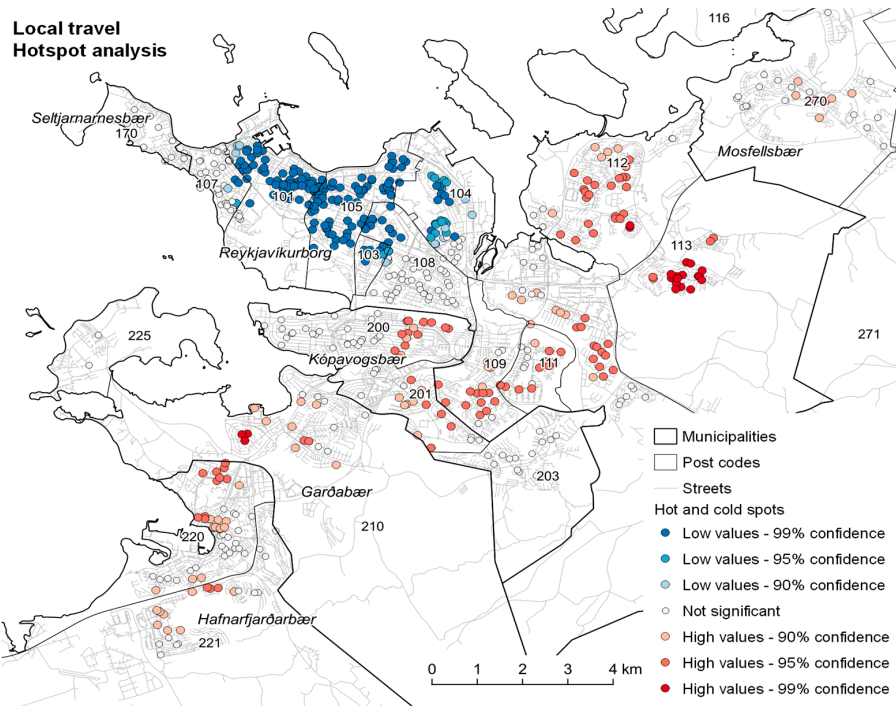 Local travel
Hotspot analysis
116
Seltjarnarnesbær
170
270
Mosfellsbær
107
112
101
105
104
113
Reykjavíkurborg
103
108
225
200
271
Kópavogsbær
109
111
201
203
Garðabær
210
220
Hafnarfjarðarbær
221
Municipalities
Post codes
Streets
Hot and cold spots
Low values - 99% confidence
Low values - 95% confidence
Low values - 90% confidence
Not significant
High values - 90% confidence
High values - 95% confidence
High values - 99% confidence
0 1 2 3 4 km